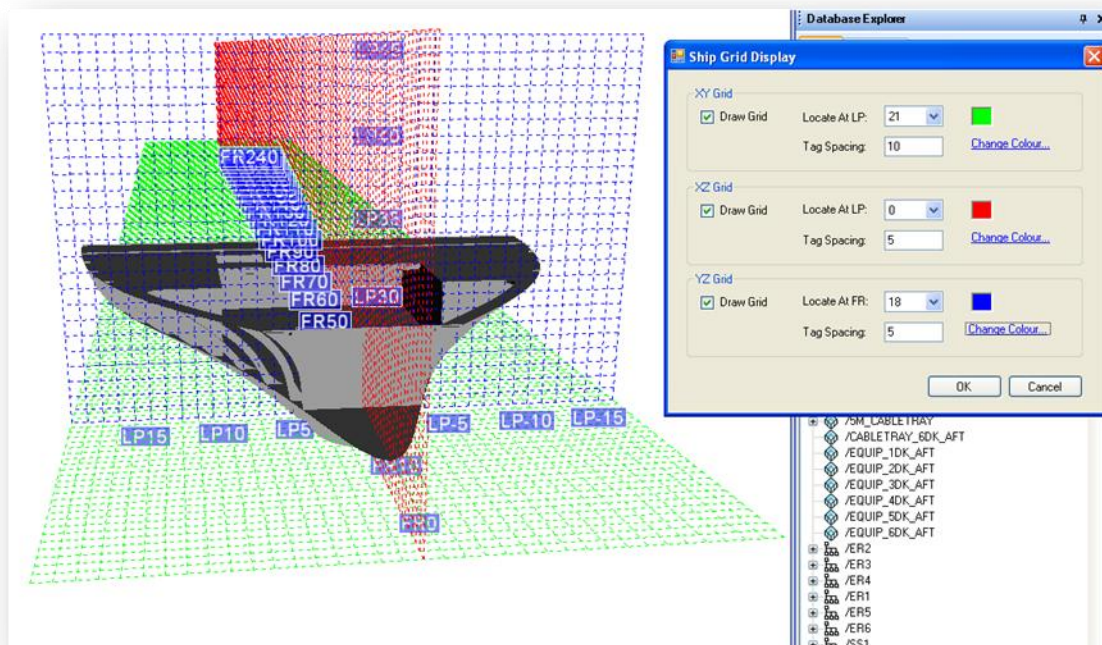 Database Explorer
Ship Grid Display
XY Grid
Draw Grid
Locate At LP:
21
Tag Spacing:
10
Change Colour...
XZ Grid
Draw Grid
Locate At LP:
0
Tag Spacing:
5
Change Colour...
YZ Grid
Draw Grid
Locate At FR:
18
Tag Spacing:
5
Change Colour...
OK
Cancel
FR240
FR90
FR80
FR70
FR60
FR50
LP30
LP15
LP10
LP5
LP-5
LP-10
LP-15
/5M_CABLETRAY
/CABLETRAY_6DK_AFT
/EQUIP_1DK_AFT
/EQUIP_2DK_AFT
/EQUIP_3DK_AFT
/EQUIP_4DK_AFT
/EQUIP_5DK_AFT
/EQUIP_6DK_AFT
/ER2
/ER3
/ER4
/ER1
/ER5
/ER6
/SS1